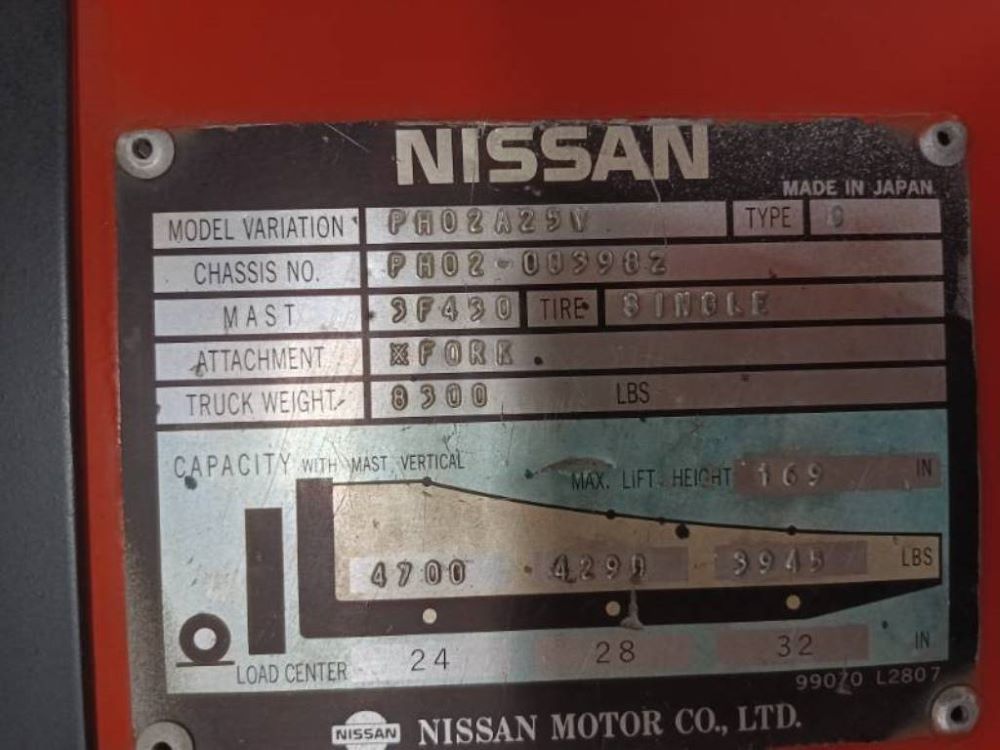 NISSAN
MADE IN JAPAN
MODEL VARIATION PH02A25V TYPE
CHASSIS NO. PH02-003982
MAST 3F430 TIRE SINGLE
ATTACHMENT ※FORK
TRUCK WEIGHT 8300 LBS
CAPACITY WITH MAST VERTICAL
MAX. LIFT HEIGHT 169 IN
4700 4290 3945 LBS
LOAD CENTER 24 28 32 IN
99070 L2807
NISSAN NISSAN MOTOR CO., LTD.